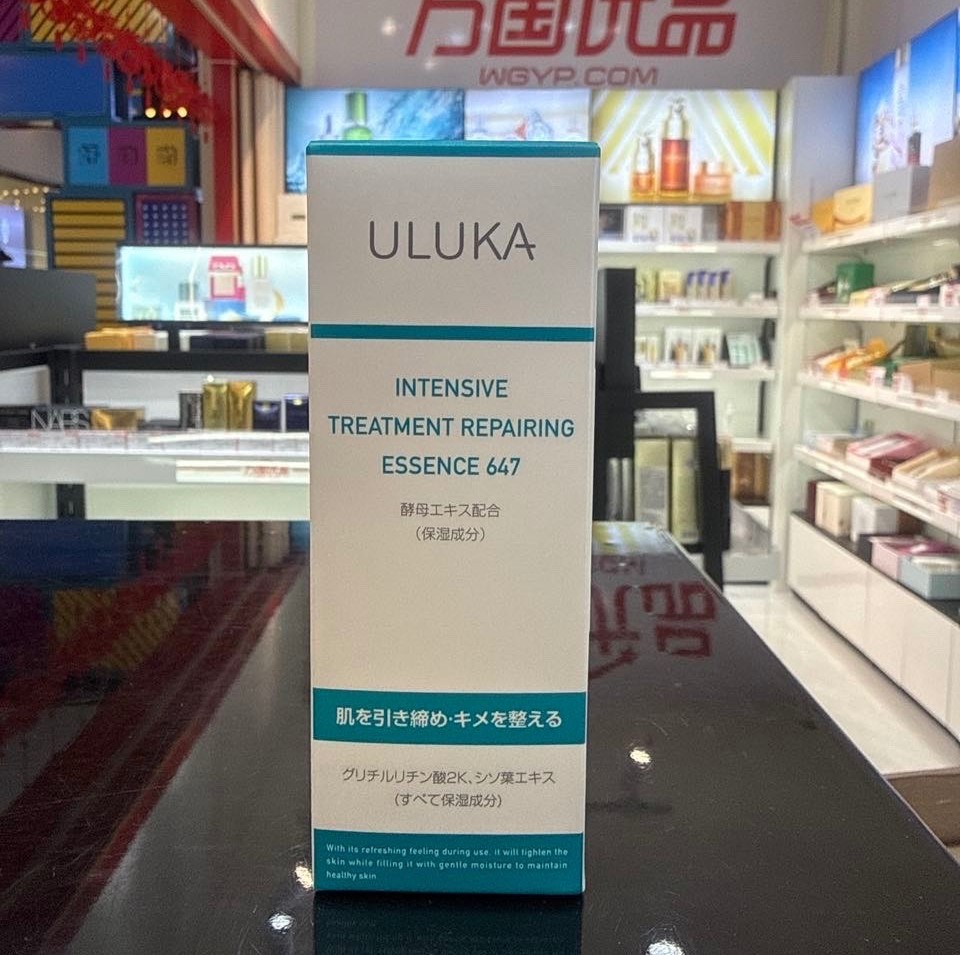 万国优品
WGYP.COM
ULUKA
INTENSIVE
TREATMENT REPAIRING
ESSENCE 647
酵母エキス配合
（保湿成分）
肌を引き締め・キメを整える
グリチルリチン酸2K、シソ葉エキス
(すべて保湿成分)
With its refreshing feeling during use. it will tighten the
skin while filling it with gentle moisture to maintain
healthy skin
NARS